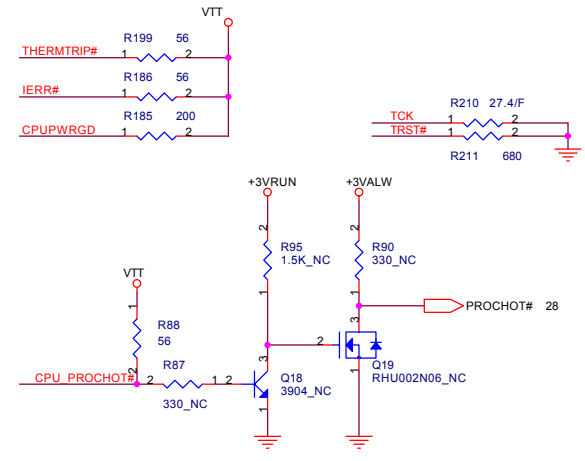 VTT
R199 56
THERMTRIP#
1 2
R186 56
IERR#
1 2
R185 200
CPUPWRGD
1 2
R210 27.4/F
TCK
1 2
TRST#
1 2
R211 680
+3VRUN
+3VALW
2
R95
1.5K_NC
1
2
R90
330_NC
1
VTT
1
R88
56
2
PROCHOT# 28
3
2
Q19
RHU002N06_NC
1
R87
CPU_PROCHOT#
2 1
330_NC
2
3
Q18
3904_NC
1